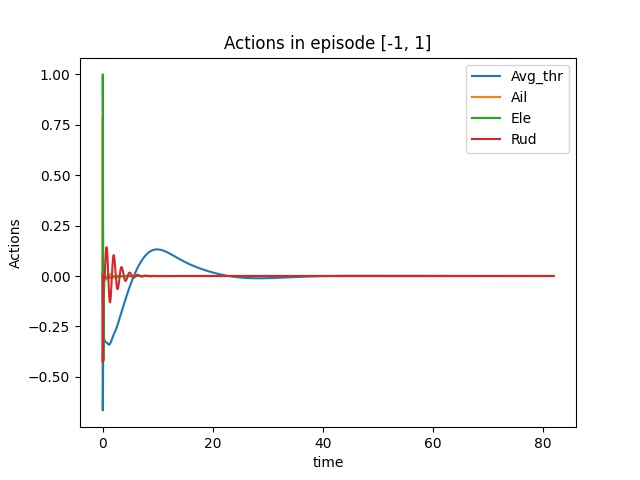 Actions in episode [-1, 1]
Avg_thr
Ail
Ele
Rud
Actions
1.00
0.75
0.50
0.25
0.00
−0.25
−0.50
0
20
40
60
80
time